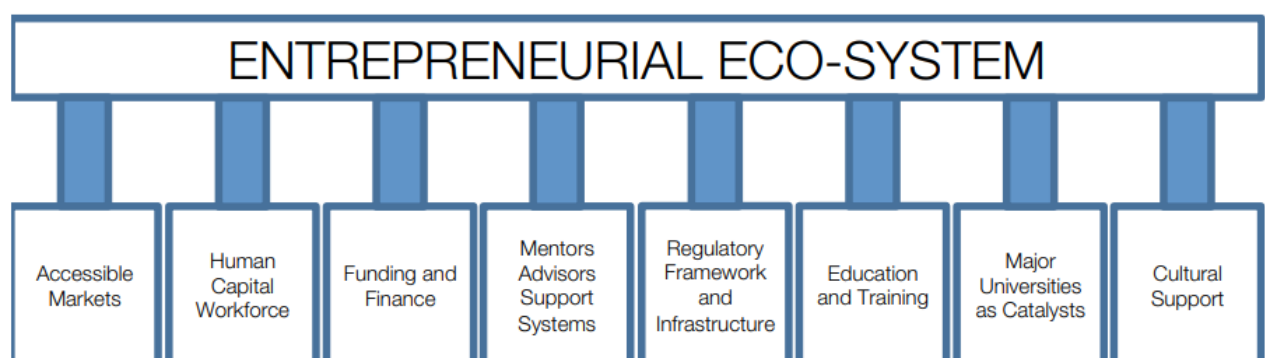 ENTREPRENEURIAL ECO-SYSTEM
Accessible
Markets
Human
Capital
Workforce
Funding and
Finance
Mentors
Advisors
Support
Systems
Regulatory
Framework
and
Infrastructure
Education
and Training
Major
Universities
as Catalysts
Cultural
Support